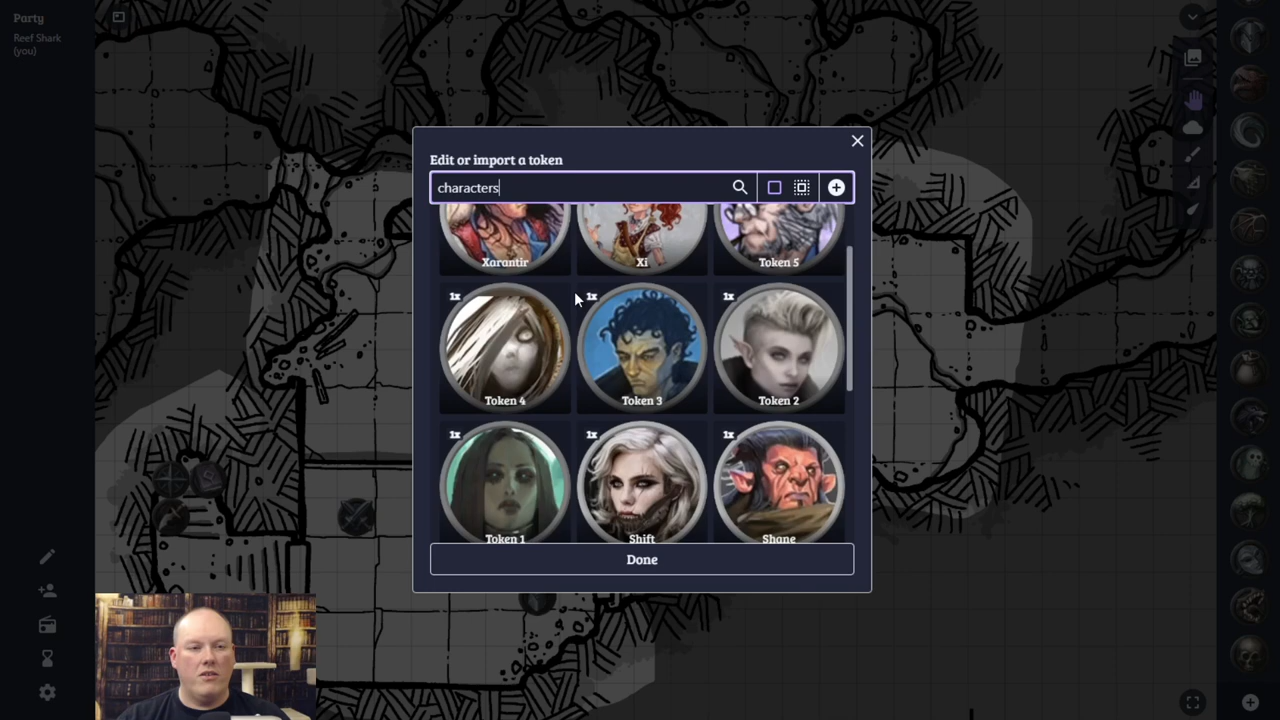 Party
Reef Shark
(you)
Edit or import a token
characters
Xarantir
Xi
Token 5
1x
1x
1x
Token 4
Token 3
Token 2
1x
1x
1x
Token 1
Shift
Shane
Done